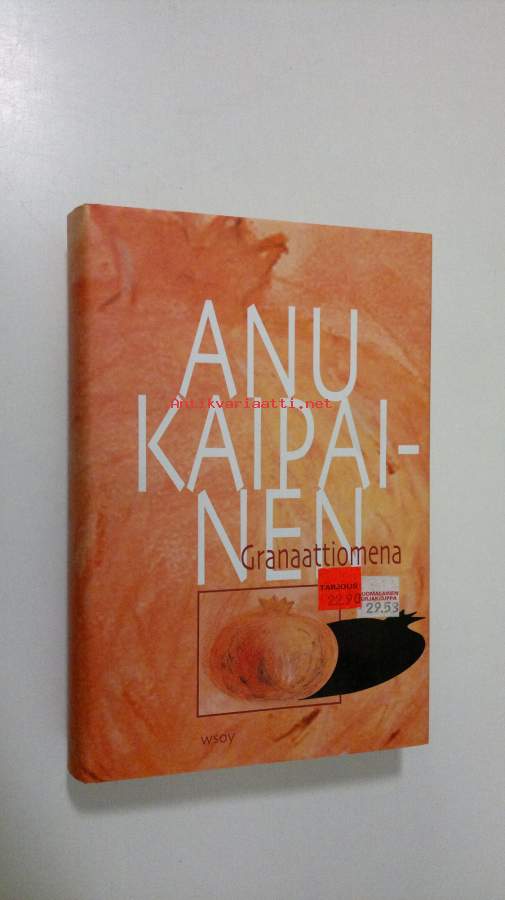 ANU
Antikvariaatti.net
KAIPAI-
NEN
Granaattiomena
TARJOUS
22.90
SUOMALAINEN
KIRJAKAUPPA
29.53
wsoy